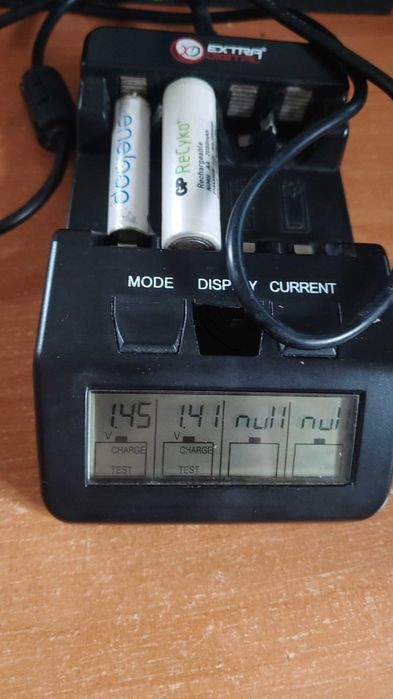 XD EXTRA
DIGITAL
eneloop
GP ReCyko+
Rechargeable
MODE DISPLAY CURRENT
1.45 1.41 null nul
V V
CHARGE CHARGE
TEST TEST